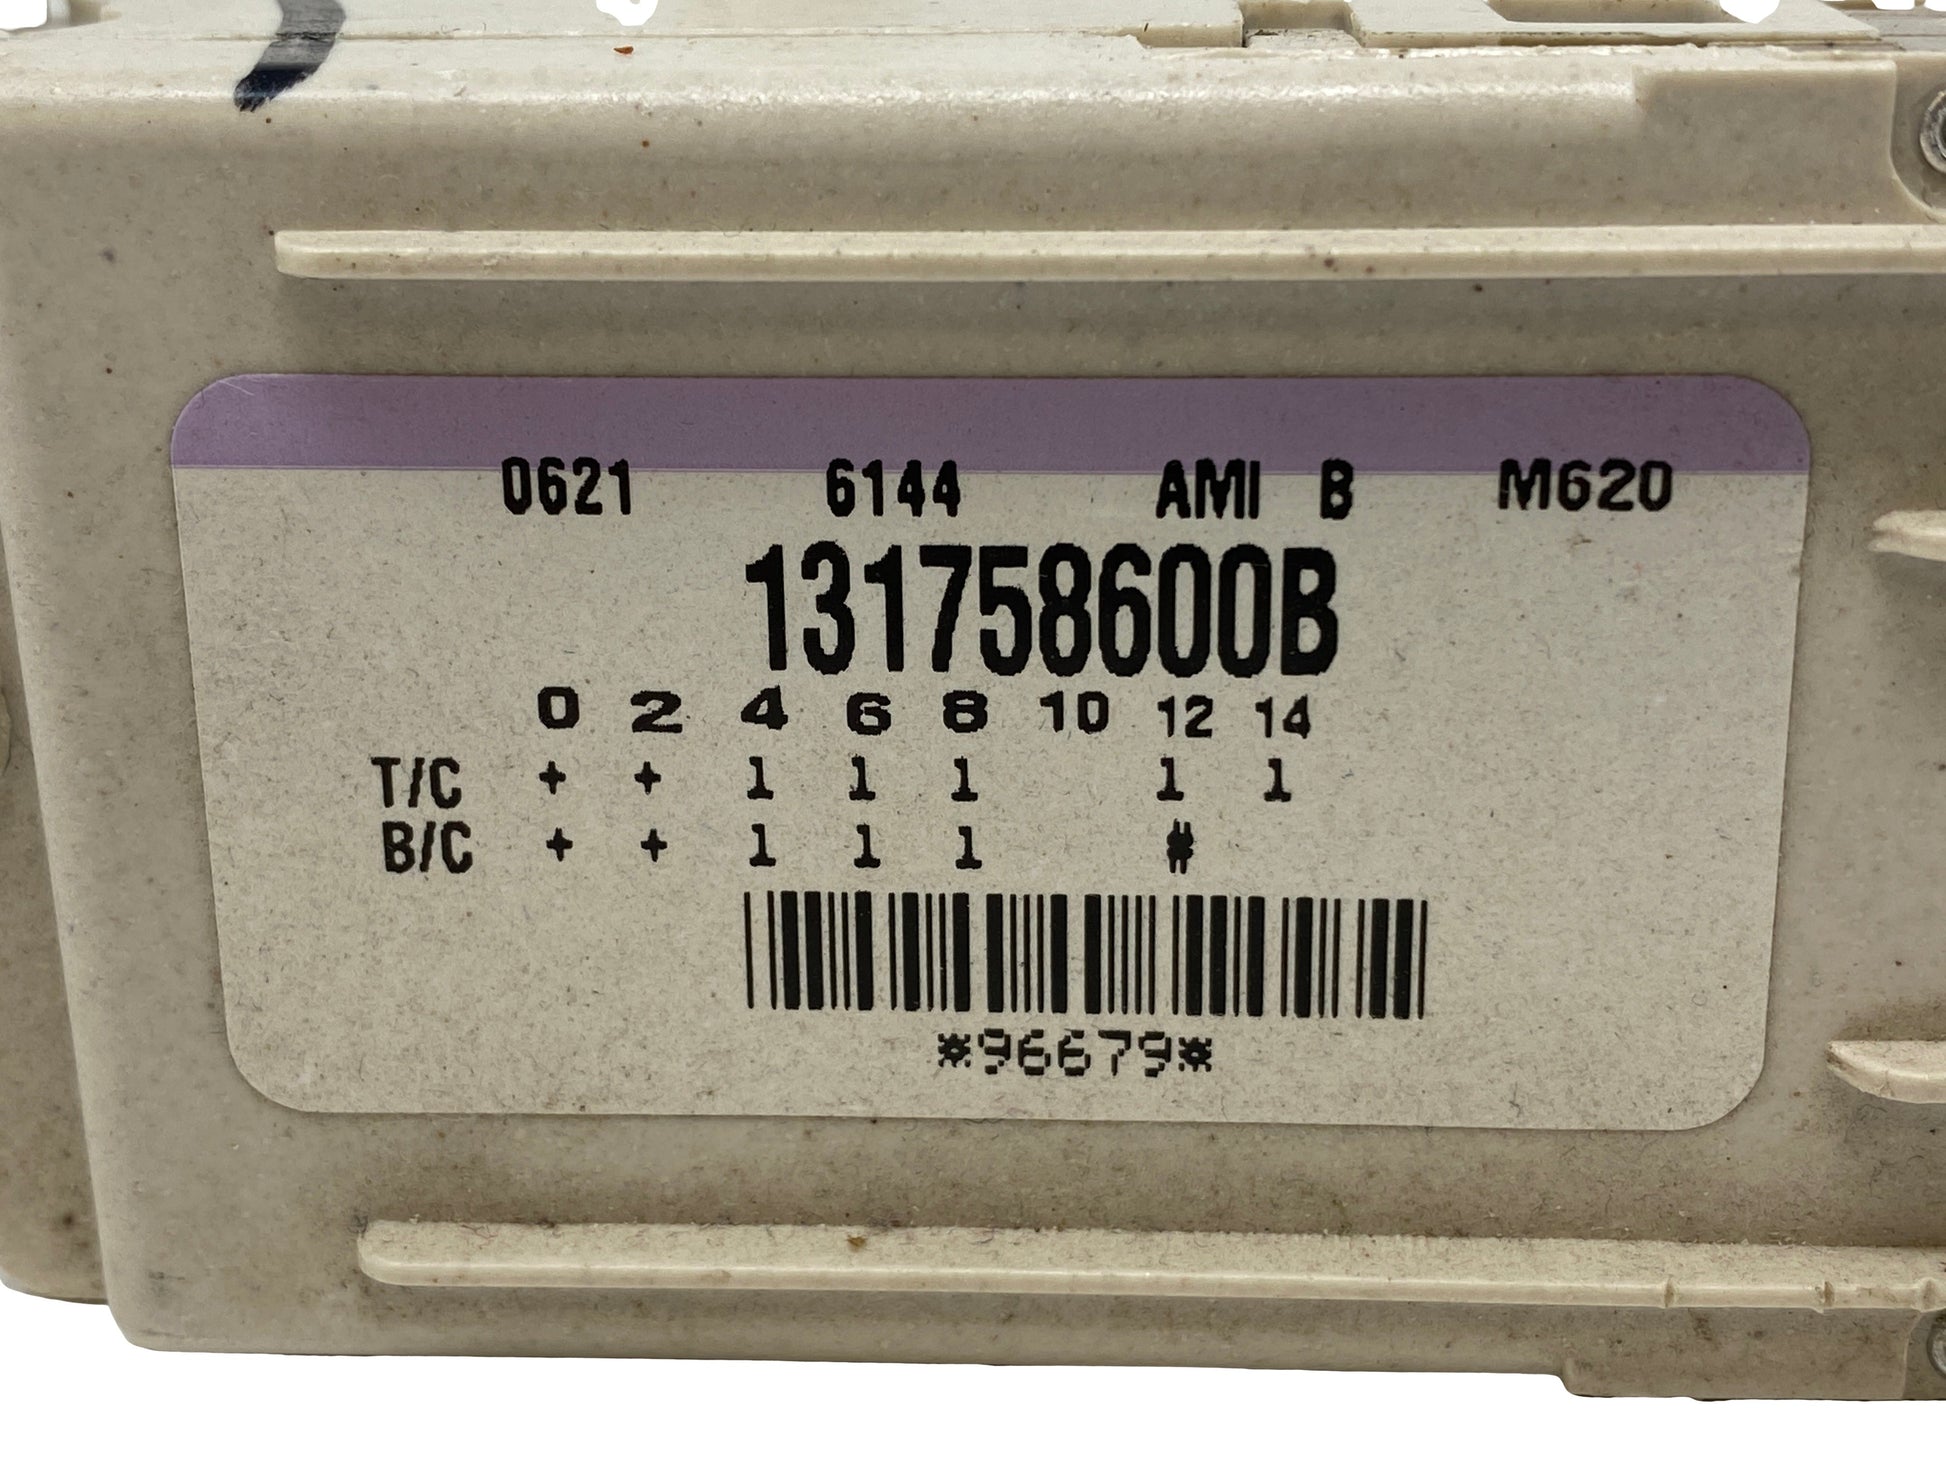 0621 6144 AMI B M620
131758600B
0 2 4 6 8 10 12 14
T/C + + 1 1 1 1 1
B/C + + 1 1 1 #
*96679*